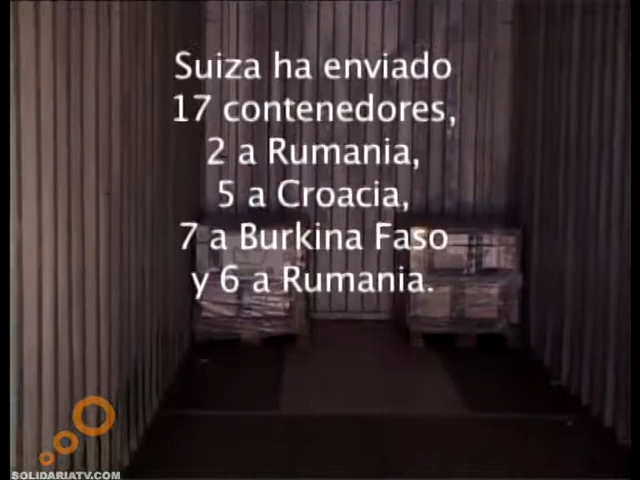 Suiza ha enviado
17 contenedores,
2 a Rumania,
5 a Croacia,
7 a Burkina Faso
y 6 a Rumania.
SOLIDARIATV.COM